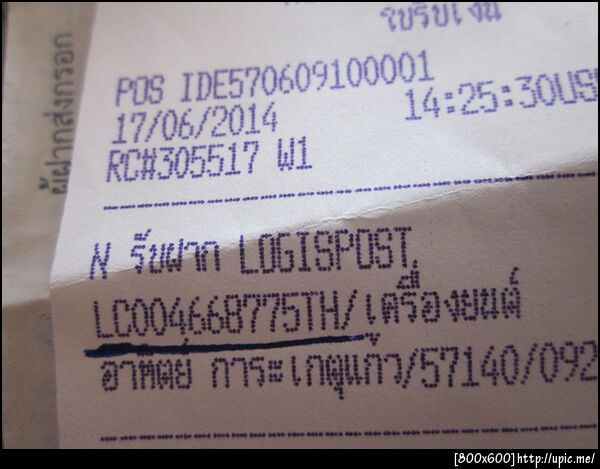 ใบรับเงิน
POS IDE570609100001
17/06/2014 14:25:30US
RC#305517 W1
N รับฝาก LOGISPOST,
LC004668775TH/เครื่องยนต์
อาทิตย์ การะเกตุแก้ว/57140/092
ผู้ฝากส่งกรอก
[800x600]http://upic.me/